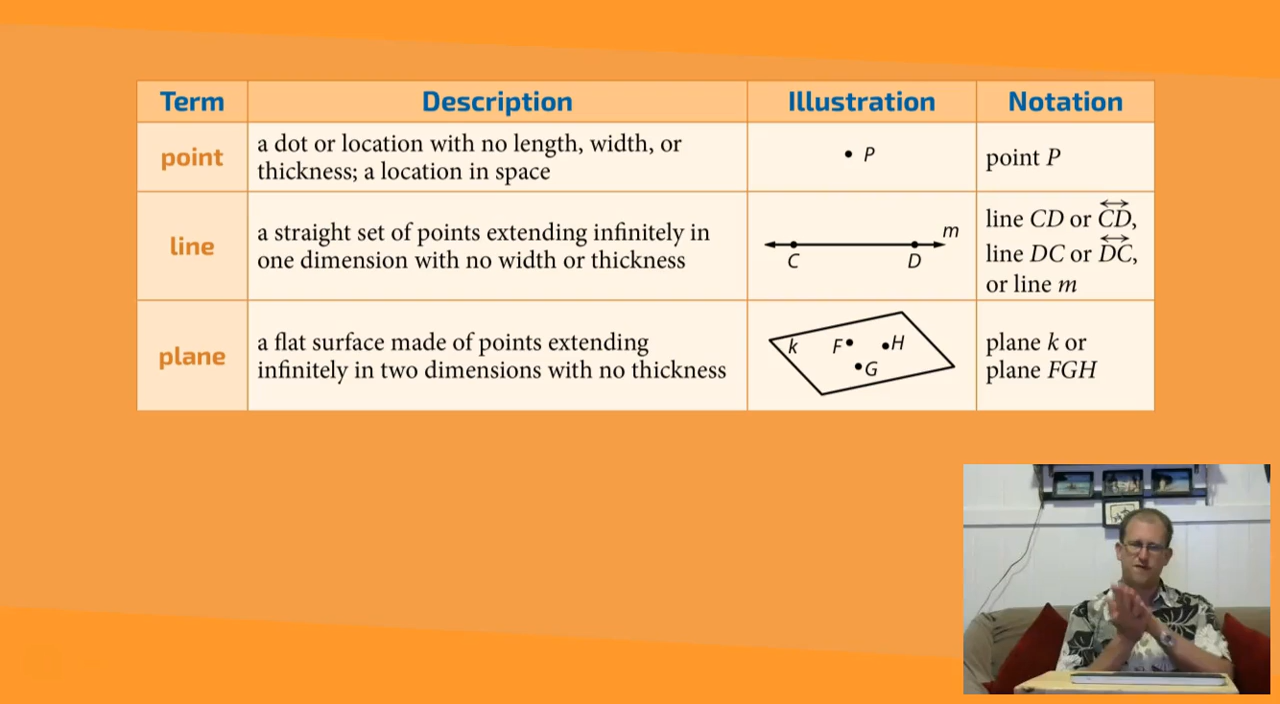 Term Description Illustration Notation
point
a dot or location with no length, width, or
thickness; a location in space
P
point P
line
a straight set of points extending infinitely in
one dimension with no width or thickness
m
C D
line CD or CD,
line DC or DC,
or line m
plane
a flat surface made of points extending
infinitely in two dimensions with no thickness
k F H
G
plane k or
plane FGH